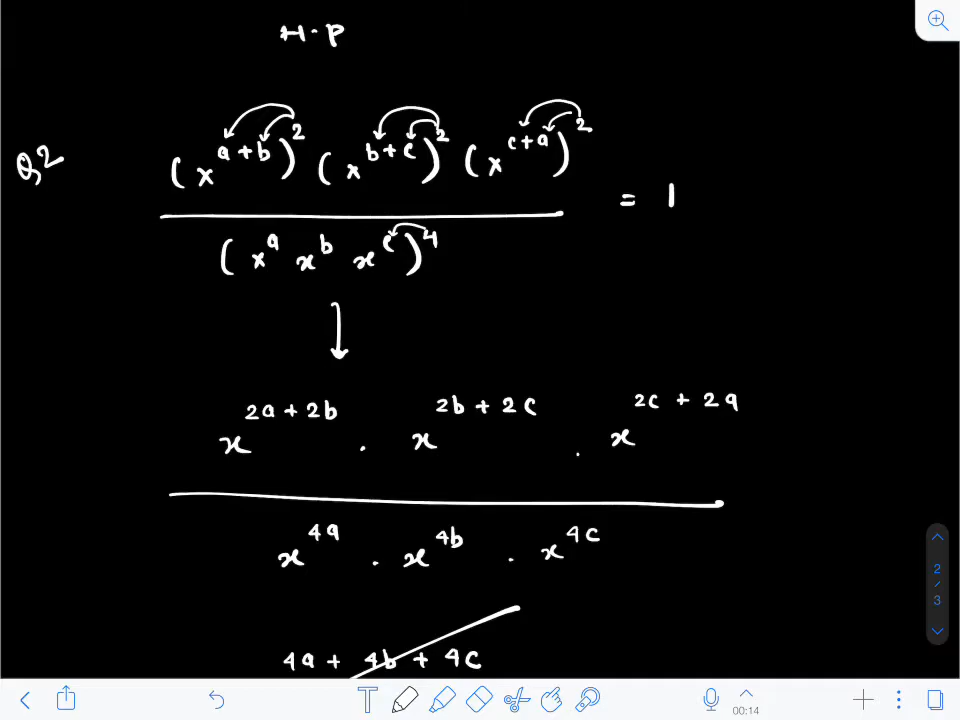 H.P
Q2
(x^{a+b})^2 (x^{b+c})^2 (x^{c+a})^2
(x^a x^b x^c)^4
= 1
x^{2a+2b} . x^{2b+2c} . x^{2c+2a}
x^{4a} . x^{4b} . x^{4c}
4a + 4b + 4c
2
/
3
T
00:14